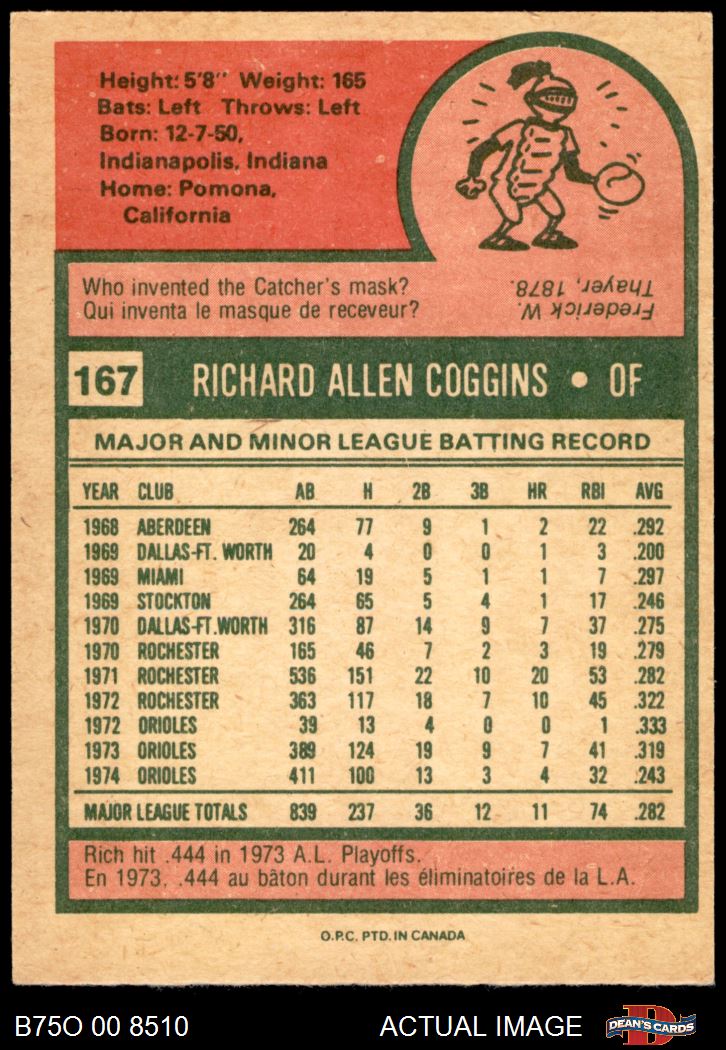 Height: 5'8" Weight: 165
Bats: Left Throws: Left
Born: 12-7-50,
Indianapolis, Indiana
Home: Pomona,
California
Who invented the Catcher's mask?
Qui inventa le masque de receveur?
Frederick W.
Thayer, 1878.
167 RICHARD ALLEN COGGINS • OF
MAJOR AND MINOR LEAGUE BATTING RECORD
YEAR CLUB AB H 2B 3B HR RBI AVG
1968 ABERDEEN 264 77 9 1 2 22 .292
1969 DALLAS-FT. WORTH 20 4 0 0 1 3 .200
1969 MIAMI 64 19 5 1 1 7 .297
1969 STOCKTON 264 65 5 4 1 17 .246
1970 DALLAS-FT.WORTH 316 87 14 9 7 37 .275
1970 ROCHESTER 165 46 7 2 3 19 .279
1971 ROCHESTER 536 151 22 10 20 53 .282
1972 ROCHESTER 363 117 18 7 10 45 .322
1972 ORIOLES 39 13 4 0 0 1 .333
1973 ORIOLES 389 124 19 9 7 41 .319
1974 ORIOLES 411 100 13 3 4 32 .243
MAJOR LEAGUE TOTALS 839 237 36 12 11 74 .282
Rich hit .444 in 1973 A.L. Playoffs.
En 1973, .444 au bâton durant les éliminatoires de la L.A.
O.P.C. PTD. IN CANADA
B75O 00 8510 ACTUAL IMAGE
D
DEAN'S CARDS